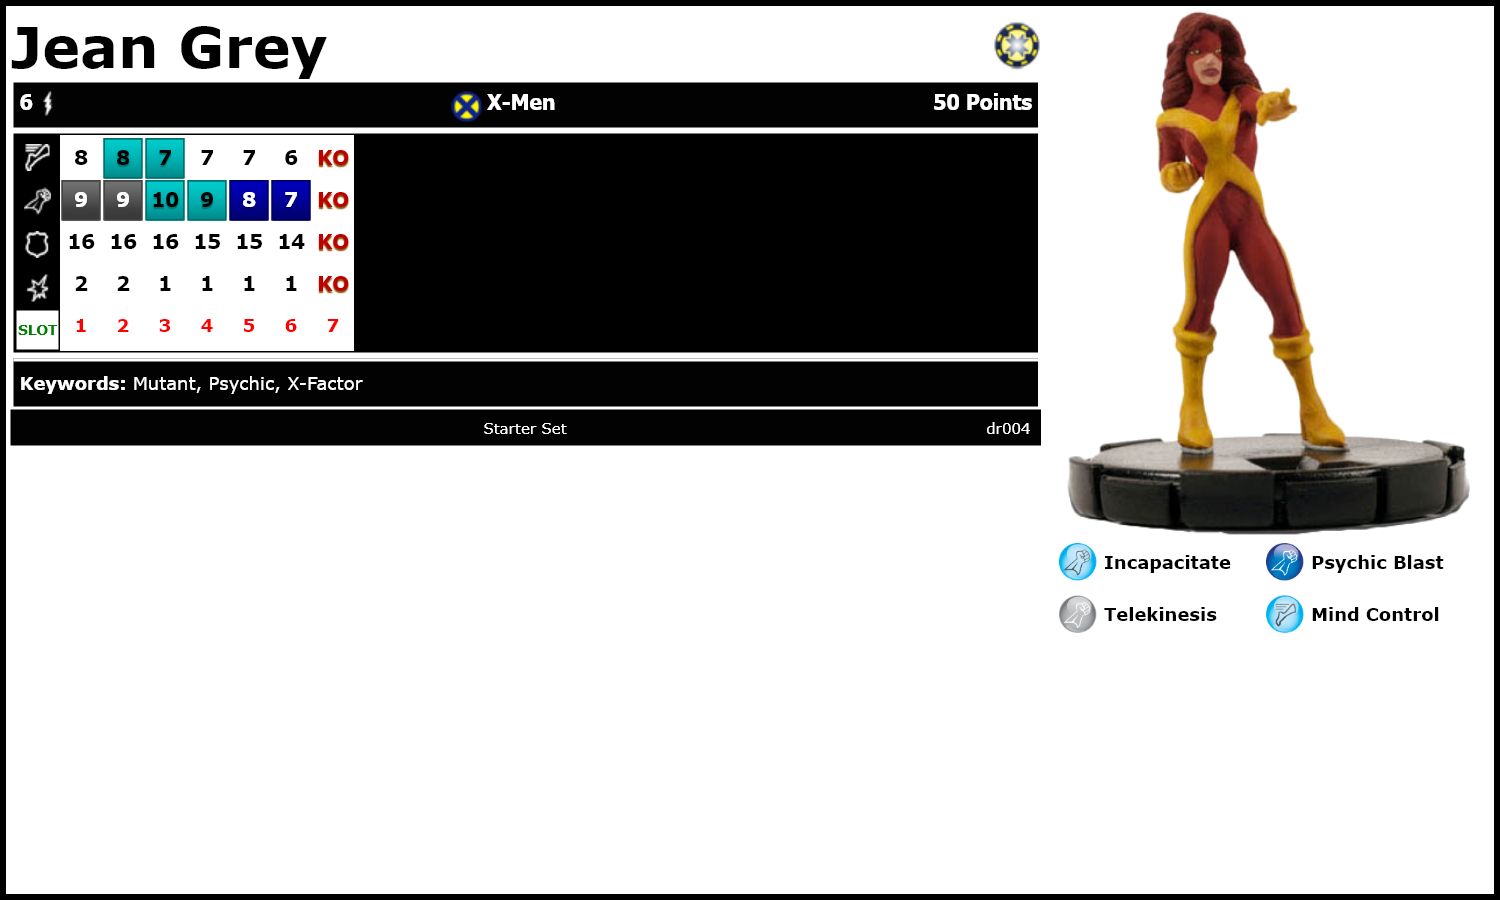 Jean Grey
6 X-Men 50 Points
8 8 7 7 7 6 KO
9 9 10 9 8 7 KO
16 16 16 15 15 14 KO
2 2 1 1 1 1 KO
SLOT 1 2 3 4 5 6 7
Keywords: Mutant, Psychic, X-Factor
Starter Set dr004
Incapacitate Psychic Blast
Telekinesis Mind Control